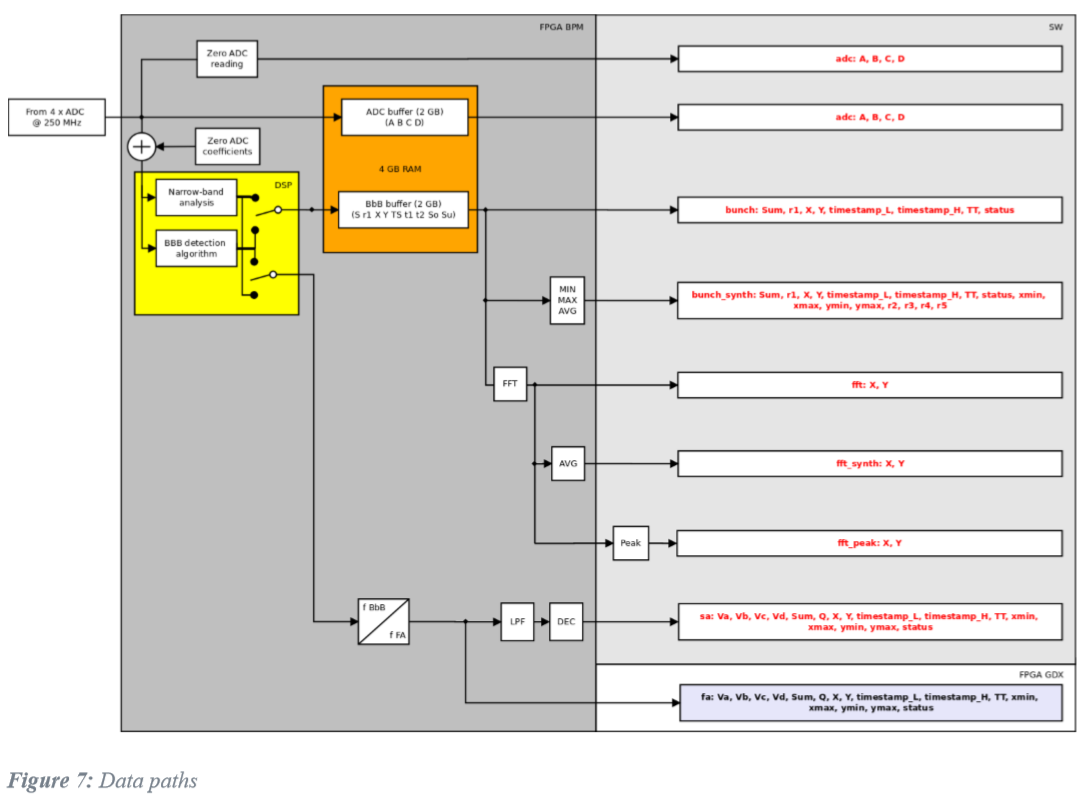 FPGA BPM
SW
Zero ADC
reading
adc: A, B, C, D
From 4 x ADC
@ 250 MHz
ADC buffer (2 GB)
(A B C D)
adc: A, B, C, D
Zero ADC
coefficients
4 GB RAM
DSP
Narrow-band
analysis
BbB buffer (2 GB)
(S r1 X Y TS t1 t2 So Su)
bunch: Sum, r1, X, Y, timestamp_L, timestamp_H, TT, status
BBB detection
algorithm
MIN
MAX
AVG
bunch_synth: Sum, r1, X, Y, timestamp_L, timestamp_H, TT, status, xmin,
xmax, ymin, ymax, r2, r3, r4, r5
FFT
fft: X, Y
AVG
fft_synth: X, Y
Peak
fft_peak: X, Y
f BbB
f FA
LPF
DEC
sa: Va, Vb, Vc, Vd, Sum, Q, X, Y, timestamp_L, timestamp_H, TT, xmin,
xmax, ymin, ymax, status
FPGA GDX
fa: Va, Vb, Vc, Vd, Sum, Q, X, Y, timestamp_L, timestamp_H, TT, xmin,
xmax, ymin, ymax, status
Figure 7: Data paths